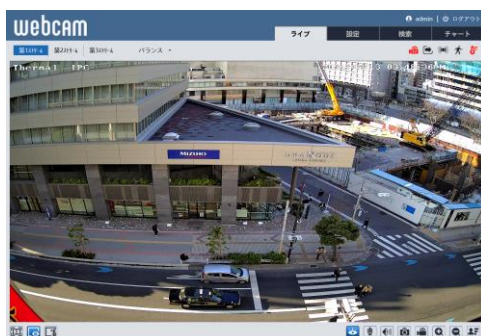 webcam
admin | ログアウト
ライブ 設定 検索 チャート
第1ストリーム 第2ストリーム 第3ストリーム バランス
Thermal IPC
MIZUHO